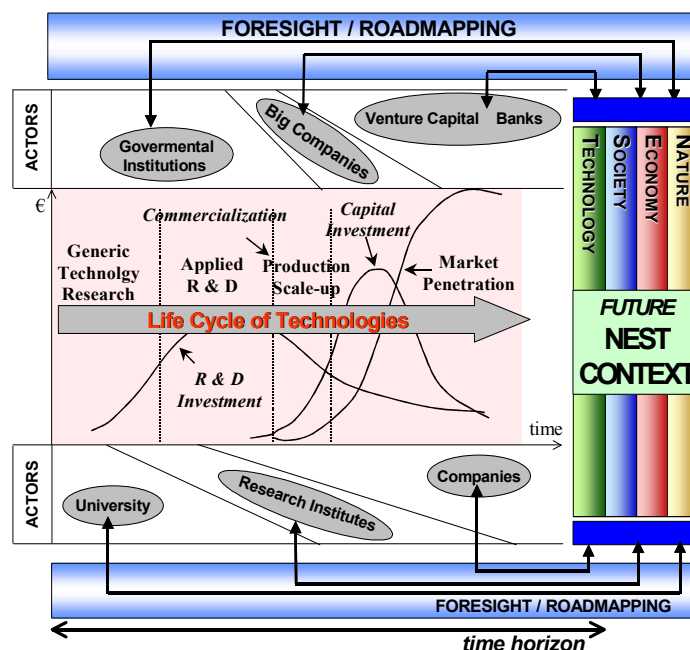 FORESIGHT / ROADMAPPING
ACTORS
Govermental
Institutions
Big Companies
Venture Capital Banks
TECHNOLOGY
SOCIETY
ECONOMY
NATURE
€
Commercialization
Capital
Investment
Generic
Technolgy
Research
Applied
R & D
Production
Scale-up
Market
Penetration
Life Cycle of Technologies
FUTURE
NEST
CONTEXT
R & D
Investment
time
ACTORS
University
Research Institutes
Companies
FORESIGHT / ROADMAPPING
time horizon